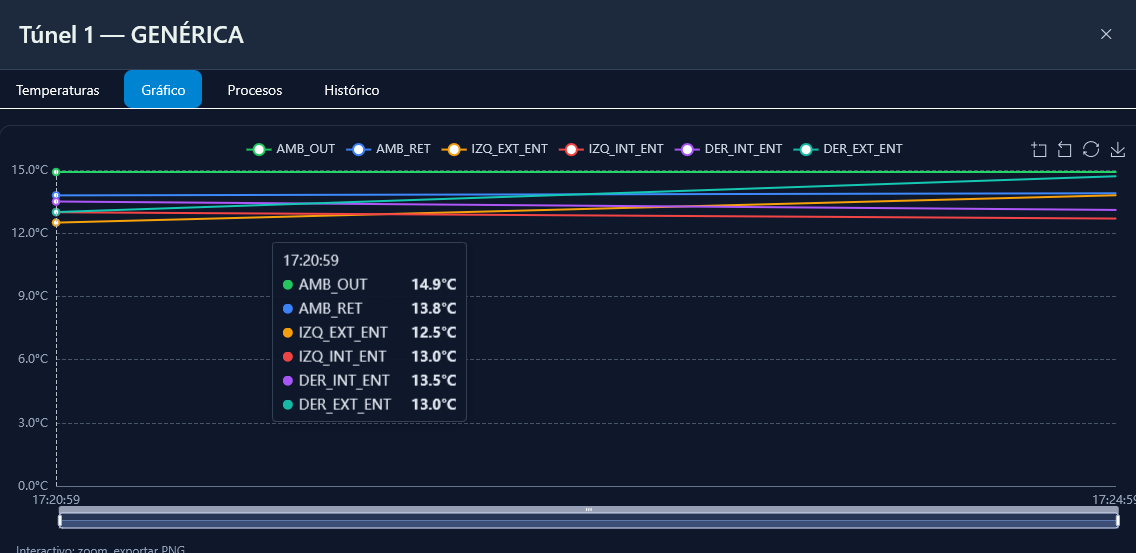 Túnel 1 — GENÉRICA
Temperaturas Gráfico Procesos Histórico
AMB_OUT AMB_RET IZQ_EXT_ENT IZQ_INT_ENT DER_INT_ENT DER_EXT_ENT
15.0°C
12.0°C
17:20:59
AMB_OUT 14.9°C
AMB_RET 13.8°C
IZQ_EXT_ENT 12.5°C
IZQ_INT_ENT 13.0°C
DER_INT_ENT 13.5°C
DER_EXT_ENT 13.0°C
9.0°C
6.0°C
3.0°C
0.0°C
17:20:59 17:24:59
Interactivo: zoom, exportar PNG